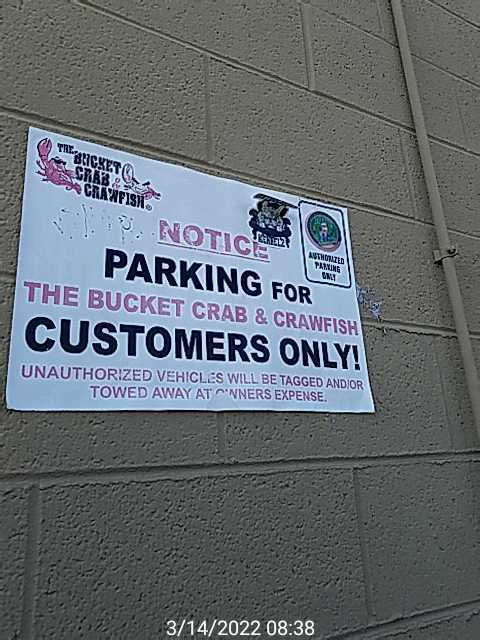 THE
BUCKET
CRAB &
CRAWFISH
NOTICE
AUTHORIZED
PARKING
ONLY
PARKING FOR
THE BUCKET CRAB & CRAWFISH
CUSTOMERS ONLY!
UNAUTHORIZED VEHICLES WILL BE TAGGED AND/OR
TOWED AWAY AT OWNERS EXPENSE.
3/14/2022 08:38